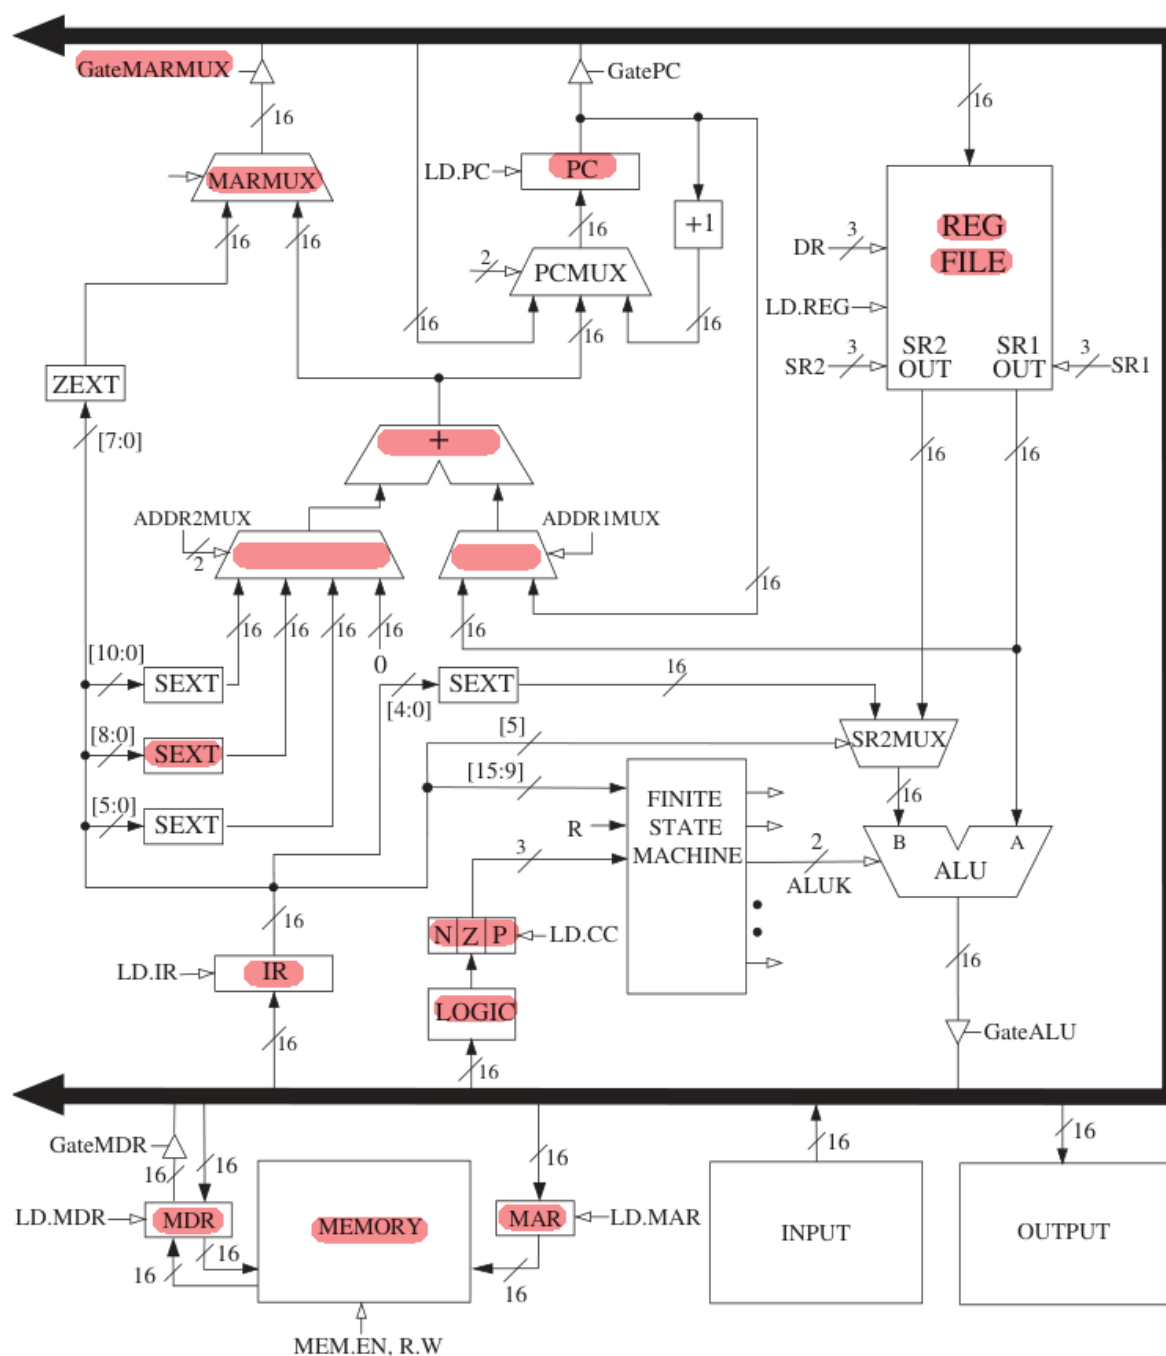 GateMARMUX
GatePC
16
16
MARMUX
LD.PC
PC
+1
REG
FILE
16
16
16
2
PCMUX
DR
3
LD.REG
16
16
16
SR2
3
SR2
OUT
SR1
OUT
3
SR1
ZEXT
[7:0]
+
16
16
ADDR2MUX
2
ADDR1MUX
16
16
16
16
16
16
0
[10:0]
SEXT
[4:0]
SEXT
16
[8:0]
SEXT
[5]
SR2MUX
[15:9]
16
[5:0]
SEXT
FINITE
STATE
MACHINE
R
3
2
ALUK
B
A
ALU
16
N Z P
LD.CC
LD.IR
IR
16
LOGIC
16
16
GateALU
GateMDR
16
16
16
16
16
LD.MDR
MDR
MEMORY
MAR
LD.MAR
INPUT
OUTPUT
16
16
16
MEM.EN, R.W